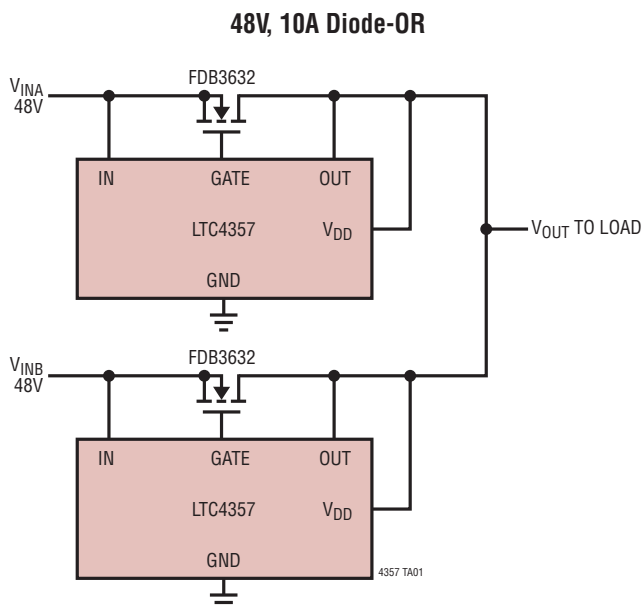 48V, 10A Diode-OR
FDB3632
VINA
48V
IN
GATE
OUT
LTC4357
VDD
GND
VOUT TO LOAD
FDB3632
VINB
48V
IN
GATE
OUT
LTC4357
VDD
GND
4357 TA01